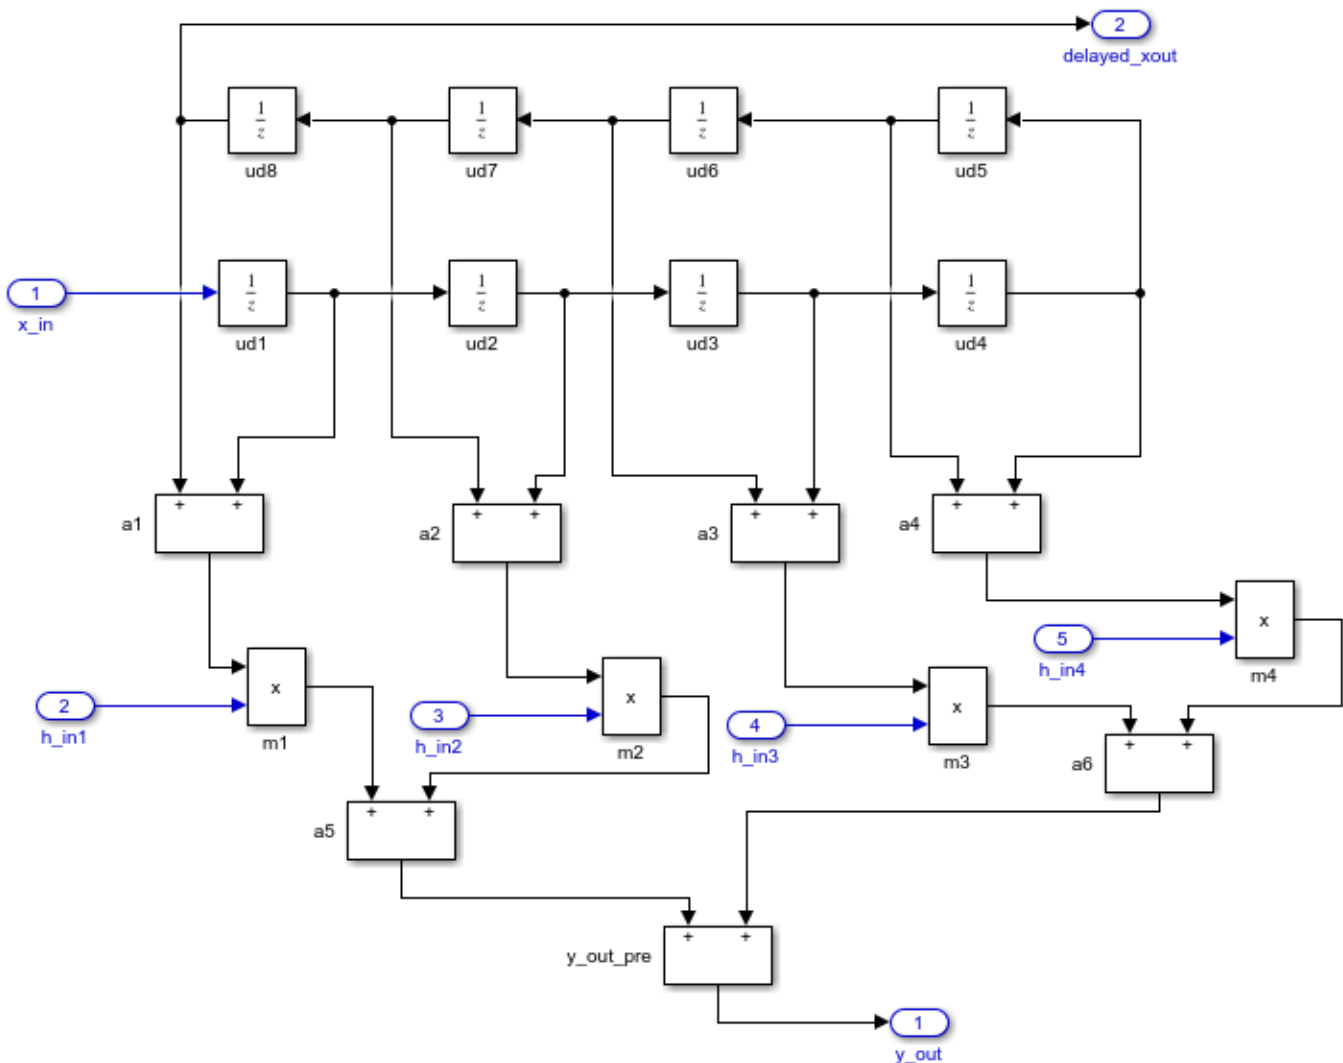 2
delayed_xout
1
z
1
z
1
z
1
z
ud8
ud7
ud6
ud5
1
x_in
1
z
1
z
1
z
1
z
ud1
ud2
ud3
ud4
a1
+ +
a2
+ +
a3
+ +
a4
+ +
x
m4
5
h_in4
x
m1
2
h_in1
x
m2
3
h_in2
x
m3
4
h_in3
a6
+ +
a5
+ +
y_out_pre
+ +
1
y_out